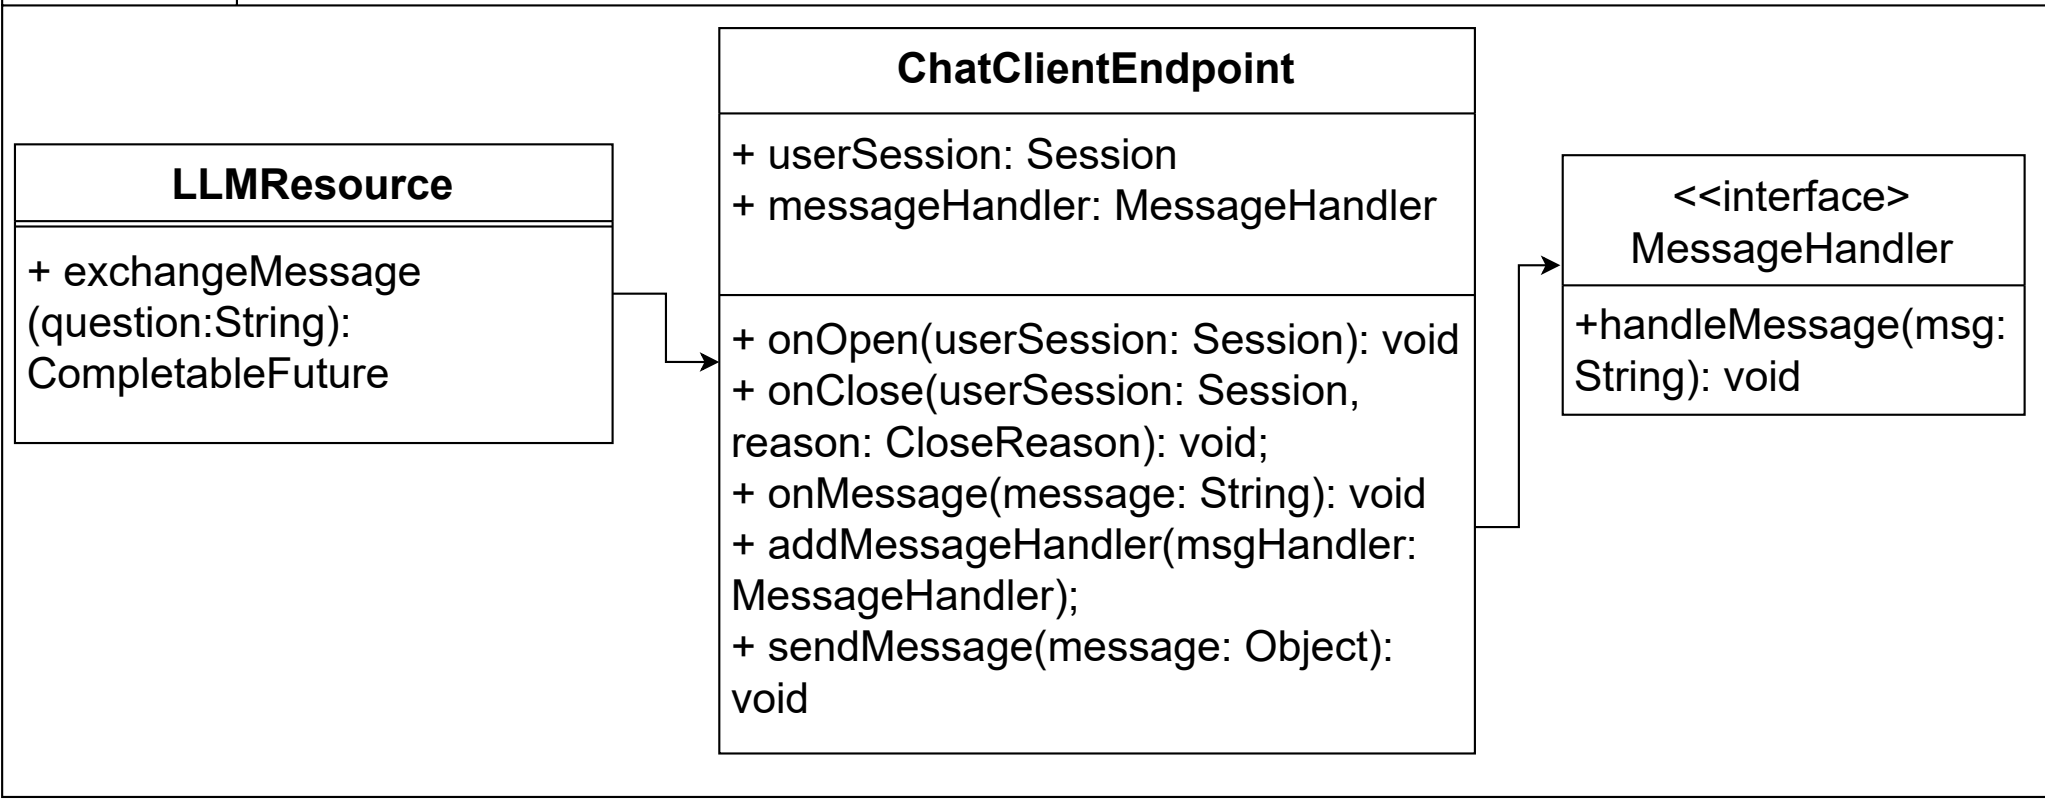 LLMResource
+ exchangeMessage
(question:String):
CompletableFuture
ChatClientEndpoint
+ userSession: Session
+ messageHandler: MessageHandler
+ onOpen(userSession: Session): void
+ onClose(userSession: Session,
reason: CloseReason): void;
+ onMessage(message: String): void
+ addMessageHandler(msgHandler:
MessageHandler);
+ sendMessage(message: Object):
void
<<interface>
MessageHandler
+handleMessage(msg:
String): void